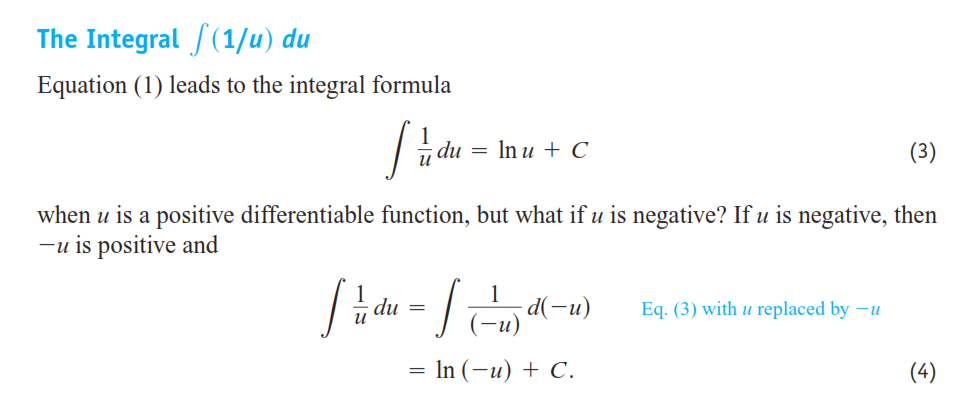 The Integral ∫(1/u) du
Equation (1) leads to the integral formula
∫ 1/u du = ln u + C (3)
when u is a positive differentiable function, but what if u is negative? If u is negative, then
−u is positive and
∫ 1/u du = ∫ 1/(−u) d(−u) Eq. (3) with u replaced by −u
= ln (−u) + C. (4)